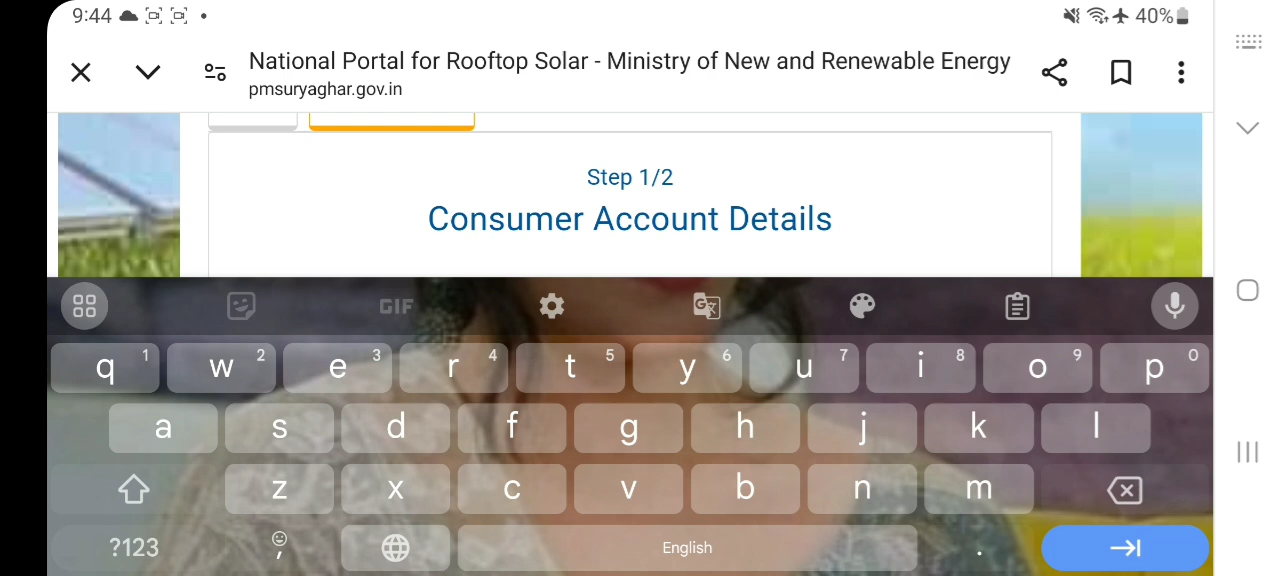 9:44 40%
National Portal for Rooftop Solar - Ministry of New and Renewable Energy
pmsuryaghar.gov.in
Step 1/2
Consumer Account Details
GIF G
q 1 w 2 e 3 r 4 t 5 y 6 u 7 i 8 o 9 p 0
a s d f g h j k l
z x c v b n m
?123 , English .